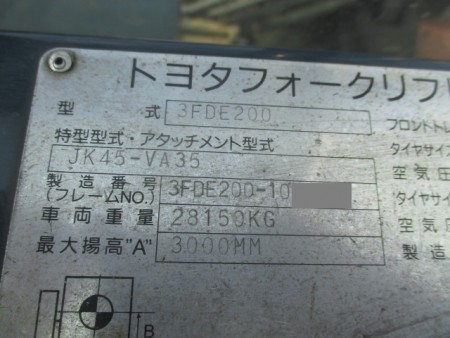 トヨタフォークリフ
型 式 3FDE200 フロントトレ
特型型式・アタッチメント型式 タイヤサイズ
JK45-VA35 空気圧
製造番号
(フレームNO.) 3FDE200-10 タイヤサイ
車両重量 28150KG 空気圧
最大揚高"A" 3000MM 製造
B